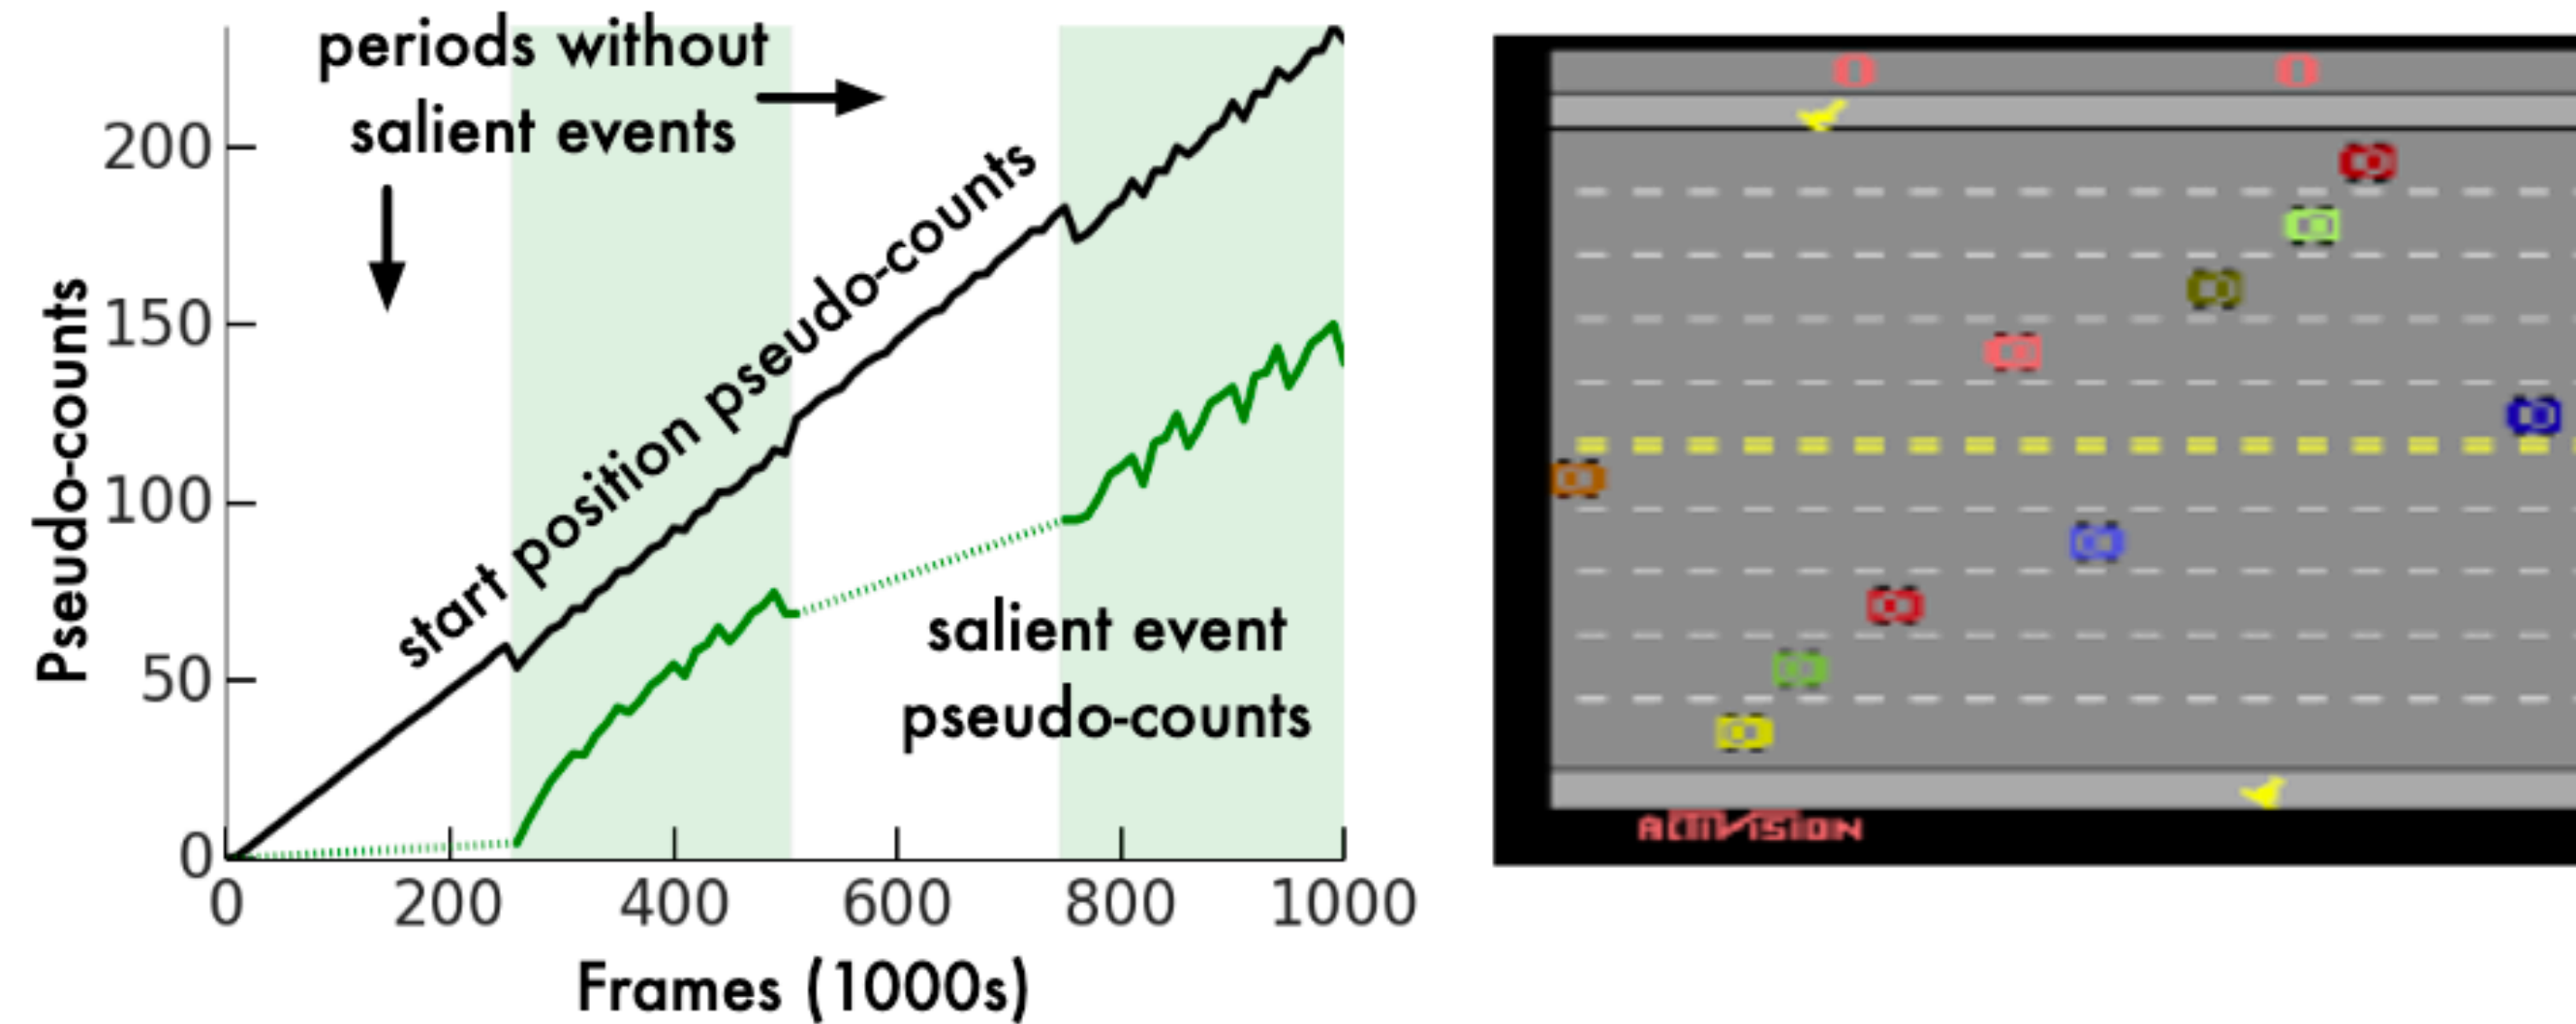 periods without
salient events
start position pseudo-counts
salient event
pseudo-counts
Pseudo-counts
200
150
100
50
0
0 200 400 600 800 1000
Frames (1000s)
0 0
ACTIVISION